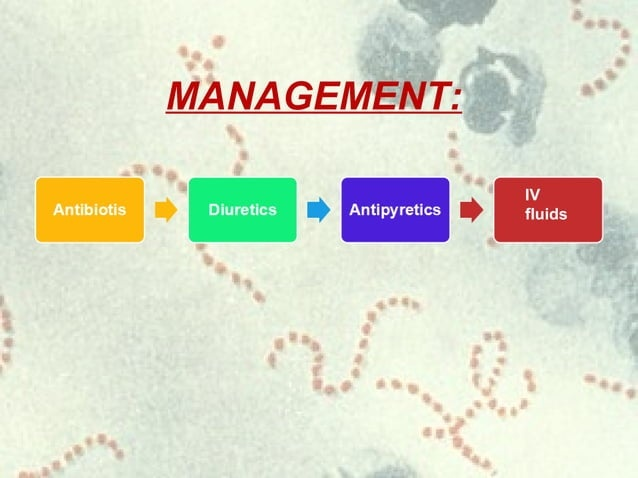 MANAGEMENT:
Antibiotis
Diuretics
Antipyretics
IV
fluids